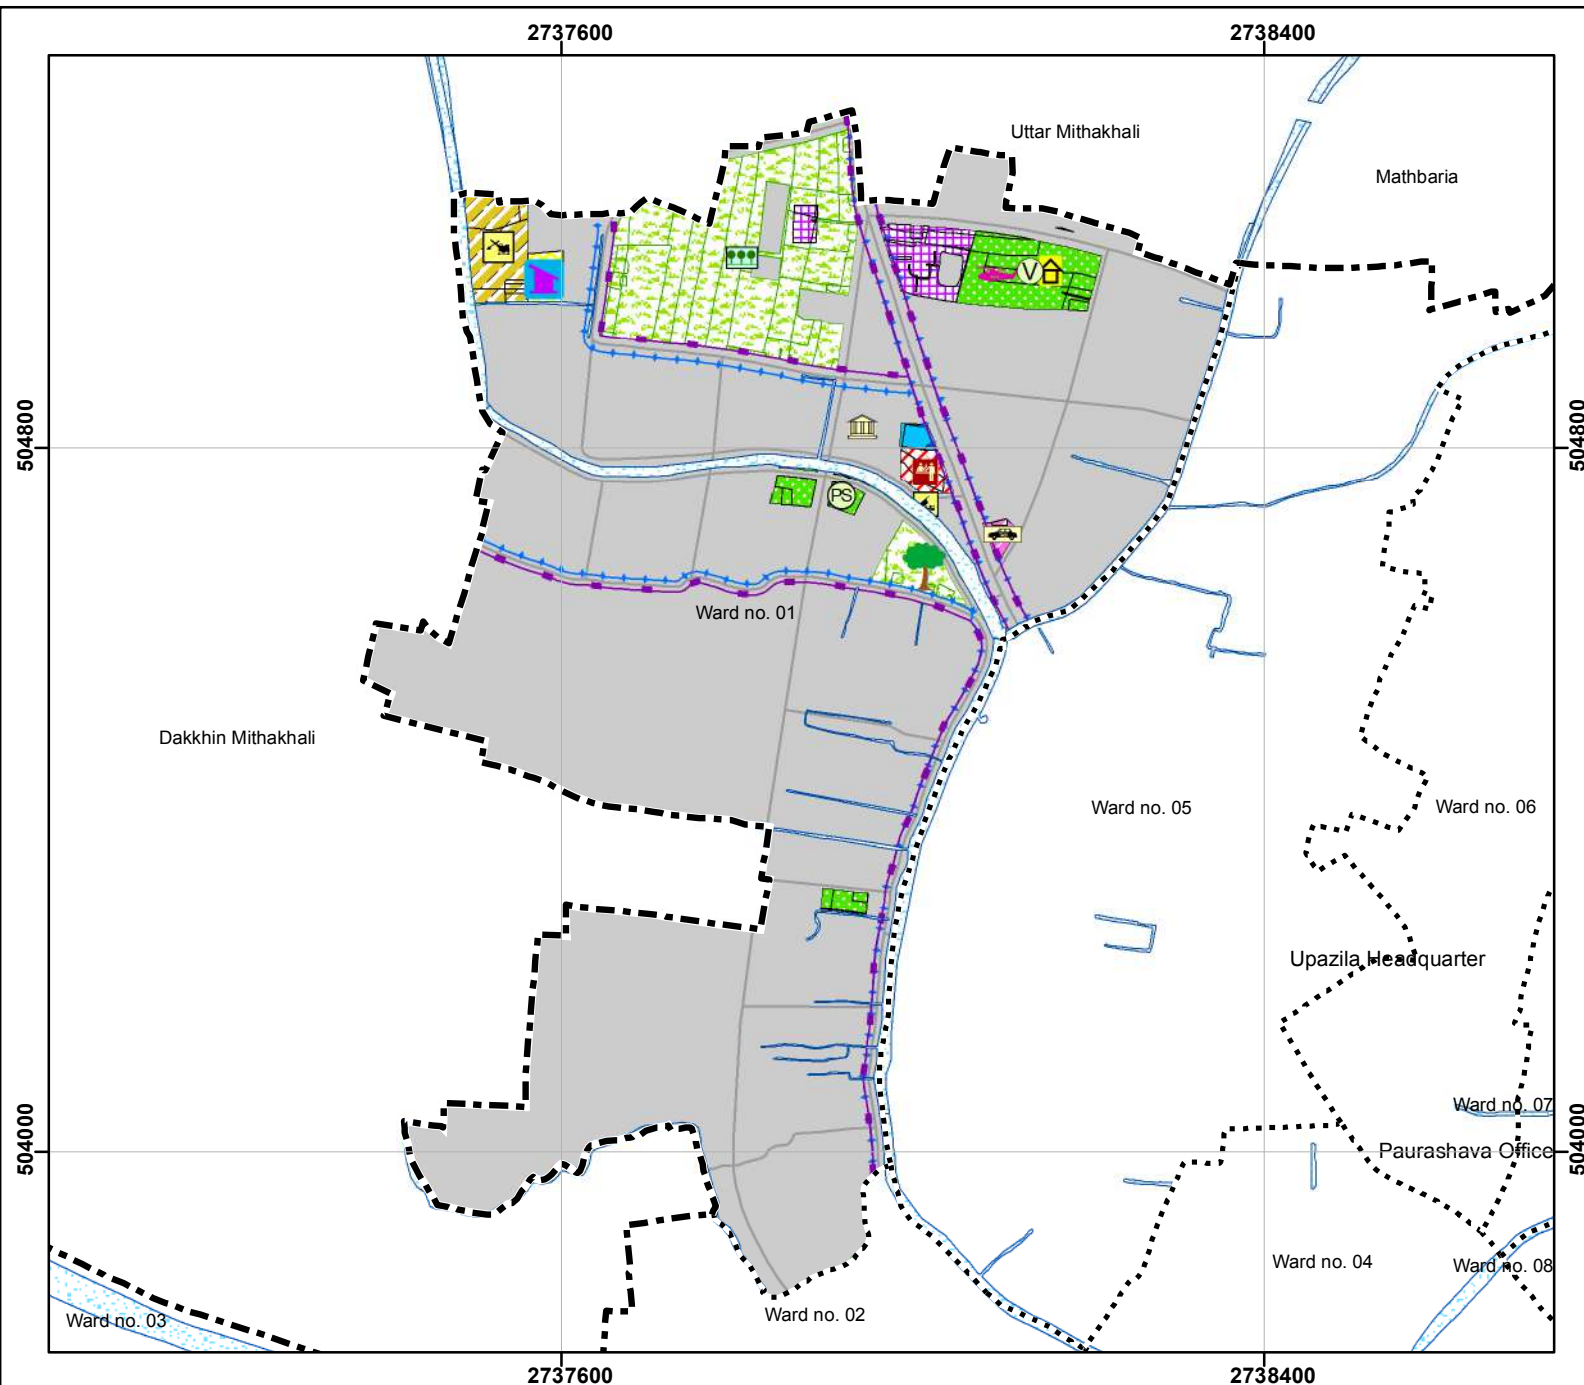 2737600
2738400
Uttar Mithakhali
Mathbaria
504800
504800
V
PS
Ward no. 01
Dakkhin Mithakhali
Ward no. 05
Ward no. 06
Upazila Headquarter
Ward no. 07
504000
Paurashava Office
504000
Ward no. 04
Ward no. 08
Ward no. 03
Ward no. 02
2737600
2738400